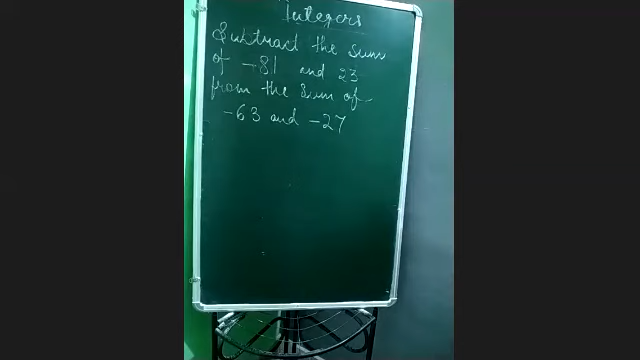 Integers
Subtract the sum
of -81 and 23
from the sum of
-63 and -27